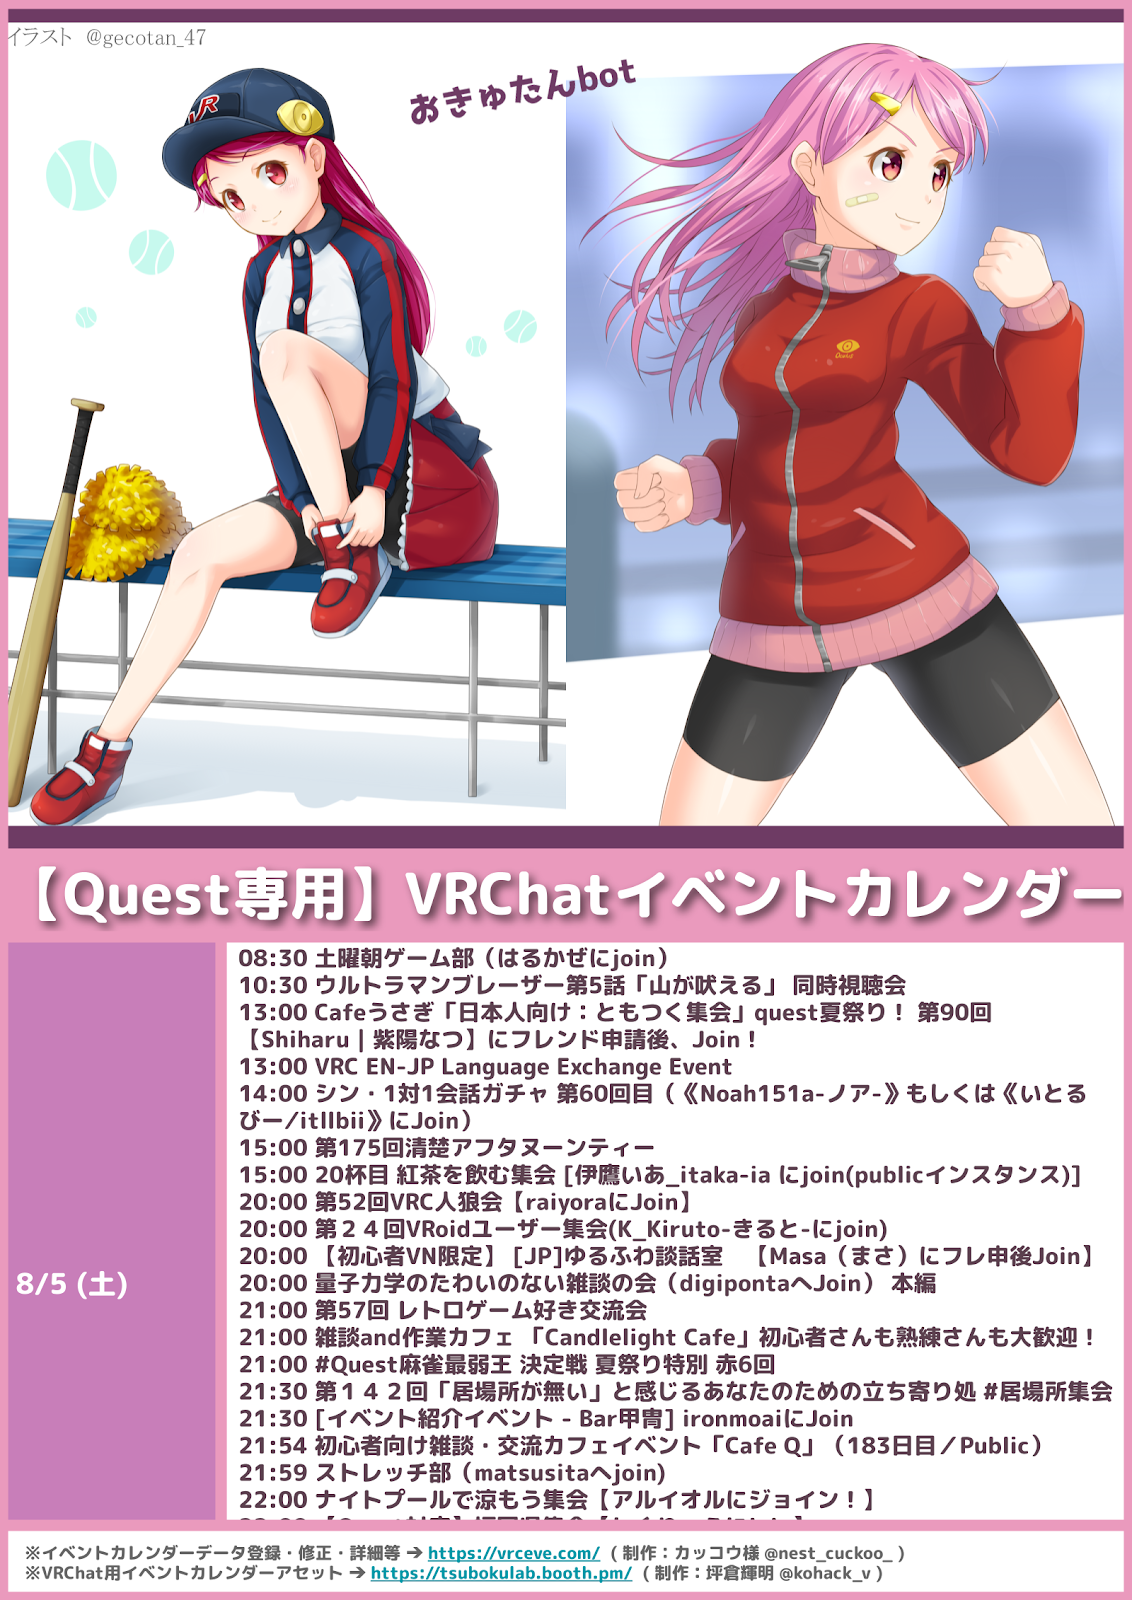 イラスト @gecotan_47
おきゅたんbot
VR
Quest
【Quest専用】VRChatイベントカレンダー
8/5 (土)
08:30 土曜朝ゲーム部（はるかぜにjoin）
10:30 ウルトラマンブレーザー第5話「山が吠える」 同時視聴会
13:00 Cafeうさぎ「日本人向け：ともつく集会」quest夏祭り！ 第90回
【Shiharu | 紫陽なつ】にフレンド申請後、Join！
13:00 VRC EN-JP Language Exchange Event
14:00 シン・1対1会話ガチャ 第60回目（《Noah151a-ノア-》もしくは《いとる
びー/itllbii》にJoin）
15:00 第175回清楚アフタヌーンティー
15:00 20杯目 紅茶を飲む集会 [伊鷹いあ_itaka-ia にjoin(publicインスタンス)]
20:00 第52回VRC人狼会【raiyoraにJoin】
20:00 第２４回VRoidユーザー集会(K_Kiruto-きると-にjoin)
20:00 【初心者VN限定】 [JP]ゆるふわ談話室　【Masa（まさ）にフレ申後Join】
20:00 量子力学のたわいのない雑談の会（digipontaへJoin） 本編
21:00 第57回 レトロゲーム好き交流会
21:00 雑談and作業カフェ 「Candlelight Cafe」初心者さんも熟練さんも大歓迎！
21:00 #Quest麻雀最弱王 決定戦 夏祭り特別 赤6回
21:30 第１４２回「居場所が無い」と感じるあなたのための立ち寄り処 #居場所集会
21:30 [イベント紹介イベント - Bar甲冑] ironmoaiにJoin
21:54 初心者向け雑談・交流カフェイベント「Cafe Q」（183日目／Public）
21:59 ストレッチ部（matsusitaへjoin)
22:00 ナイトプールで涼もう集会【アルイオルにジョイン！】
※イベントカレンダーデータ登録・修正・詳細等 ➔ https://vrceve.com/ ( 制作：カッコウ様 @nest_cuckoo_ )
※VRChat用イベントカレンダーアセット ➔ https://tsubokulab.booth.pm/ ( 制作：坪倉輝明 @kohack_v )